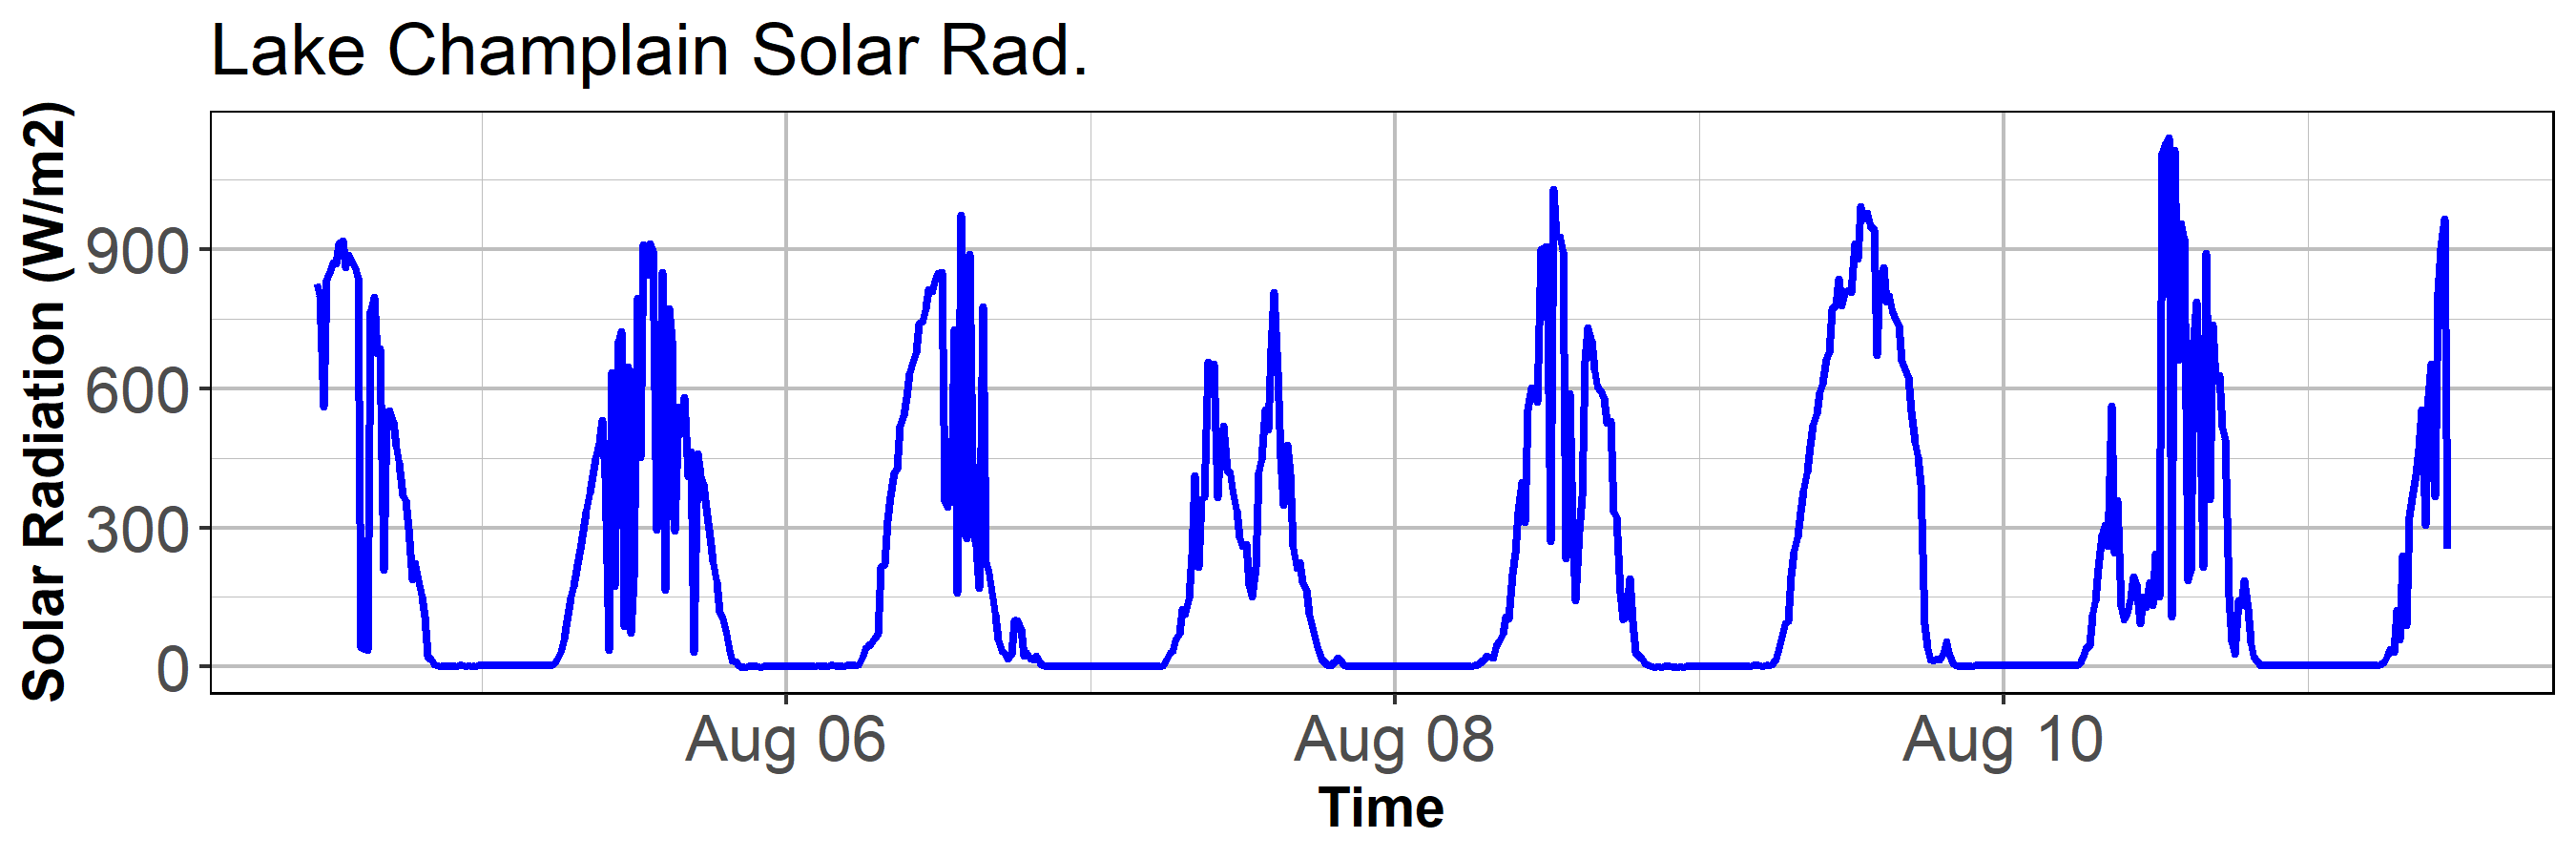 Lake Champlain Solar Rad.
Solar Radiation (W/m2)
900
600
300
0
Aug 06 Aug 08 Aug 10
Time